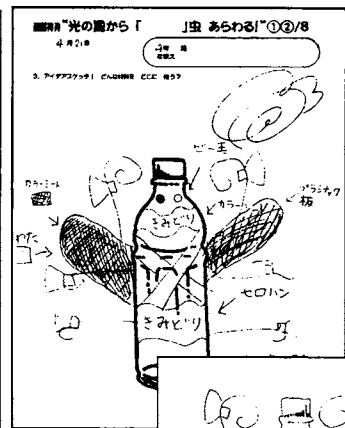 "光の国から「　　　」虫 あらわる!"①②/8
4月21日
3. アイデアスケッチ! どんな材料を どこに 使う?
ビー玉
カラーシート
きみどり
カラー
プラスチック
板
わた
セロハン
きみどり